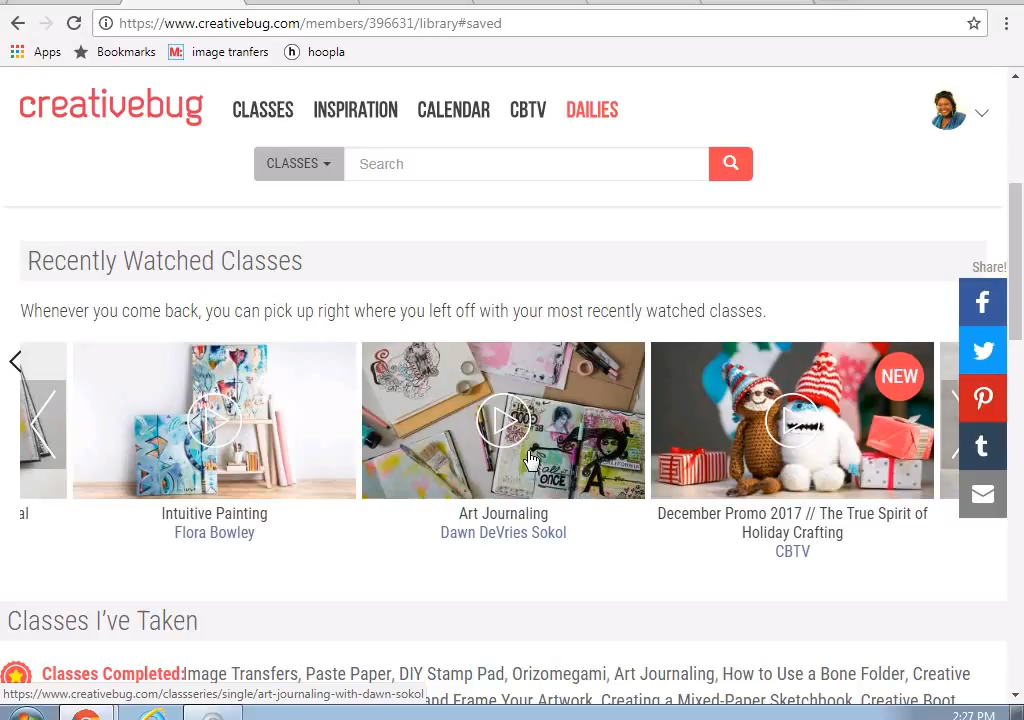 https://www.creativebug.com/members/396631/library#saved
Apps Bookmarks M: image tranfers h hoopla
creativebug CLASSES INSPIRATION CALENDAR CBTV DAILIES
CLASSES Search
Recently Watched Classes
Share!
Whenever you come back, you can pick up right where you left off with your most recently watched classes.
NEW
al Intuitive Painting Art Journaling December Promo 2017 // The True Spirit of
Flora Bowley Dawn DeVries Sokol Holiday Crafting
CBTV
Classes I've Taken
Classes Completed: Image Transfers, Paste Paper, DIY Stamp Pad, Orizomegami, Art Journaling, How to Use a Bone Folder, Creative
https://www.creativebug.com/classseries/single/art-journaling-with-dawn-sokol and Frame Your Artwork, Creating a Mixed-Paper Sketchbook, Creative Boot
2:27 PM